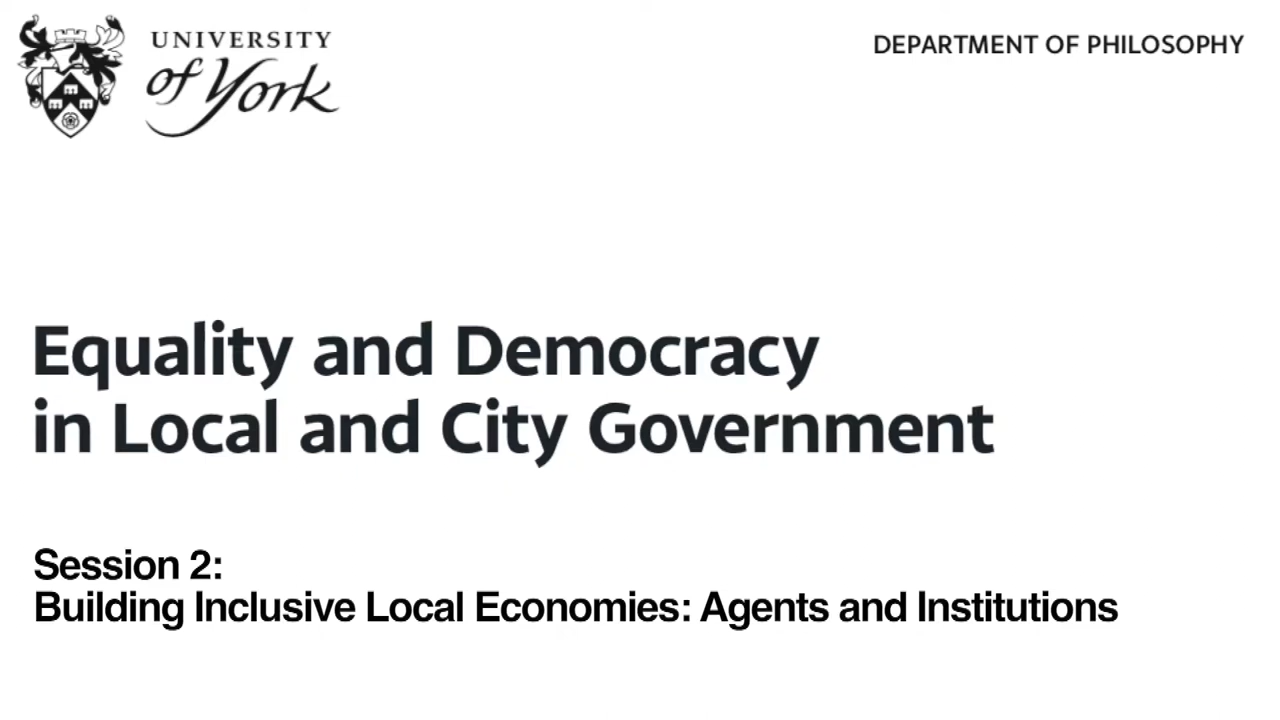 UNIVERSITY
of York
DEPARTMENT OF PHILOSOPHY
Equality and Democracy
in Local and City Government
Session 2:
Building Inclusive Local Economies: Agents and Institutions